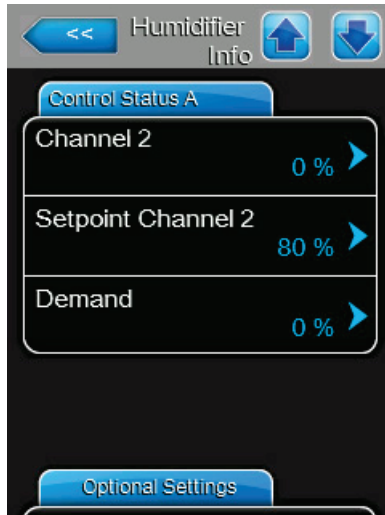 <<
Humidifier
Info
Control Status A
Channel 2
0 %
Setpoint Channel 2
80 %
Demand
0 %
Optional Settings